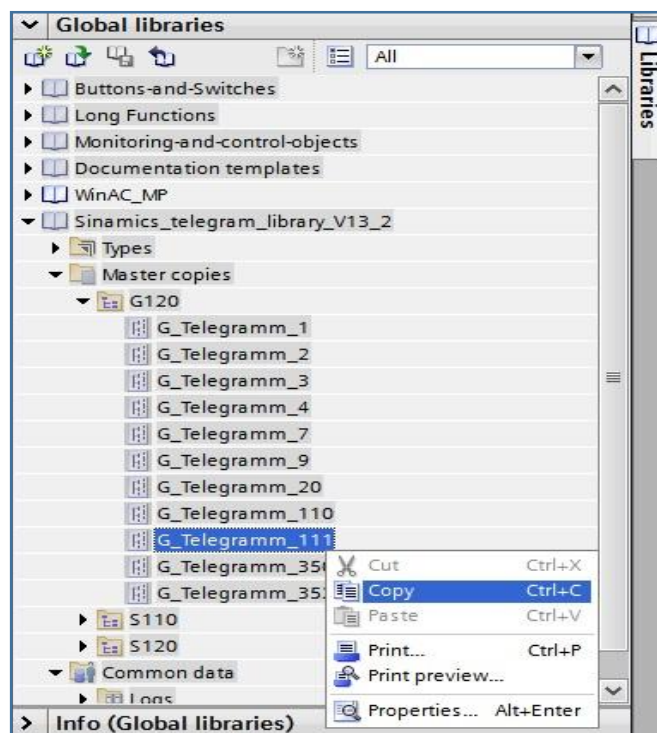 Global libraries
All
Libraries
Buttons-and-Switches
Long Functions
Monitoring-and-control-objects
Documentation templates
WinAC_MP
Sinamics_telegram_library_V13_2
Types
Master copies
G120
G_Telegramm_1
G_Telegramm_2
G_Telegramm_3
G_Telegramm_4
G_Telegramm_7
G_Telegramm_9
G_Telegramm_20
G_Telegramm_110
G_Telegramm_111
Cut Ctrl+X
Copy Ctrl+C
Paste Ctrl+V
Print... Ctrl+P
Print preview...
Properties... Alt+Enter
S110
S120
Common data
Logs
Info (Global libraries)